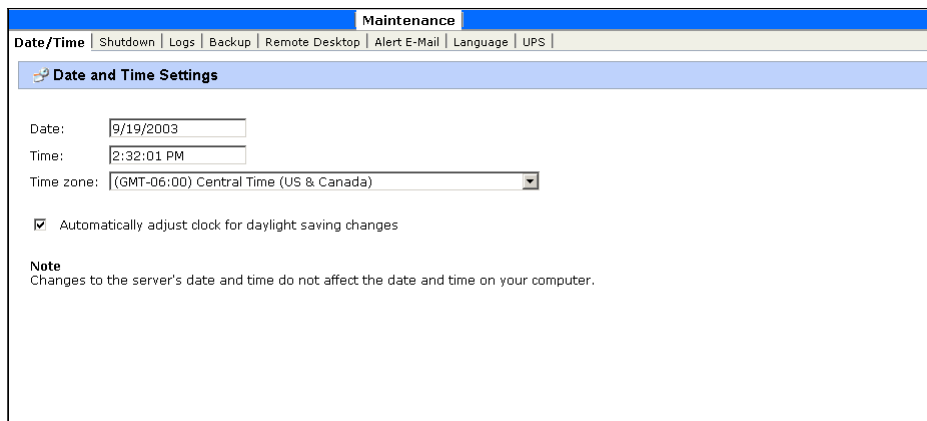 Maintenance
Date/Time | Shutdown | Logs | Backup | Remote Desktop | Alert E-Mail | Language | UPS |
Date and Time Settings
Date: 9/19/2003
Time: 2:32:01 PM
Time zone: (GMT-06:00) Central Time (US & Canada)
Automatically adjust clock for daylight saving changes
Note
Changes to the server's date and time do not affect the date and time on your computer.